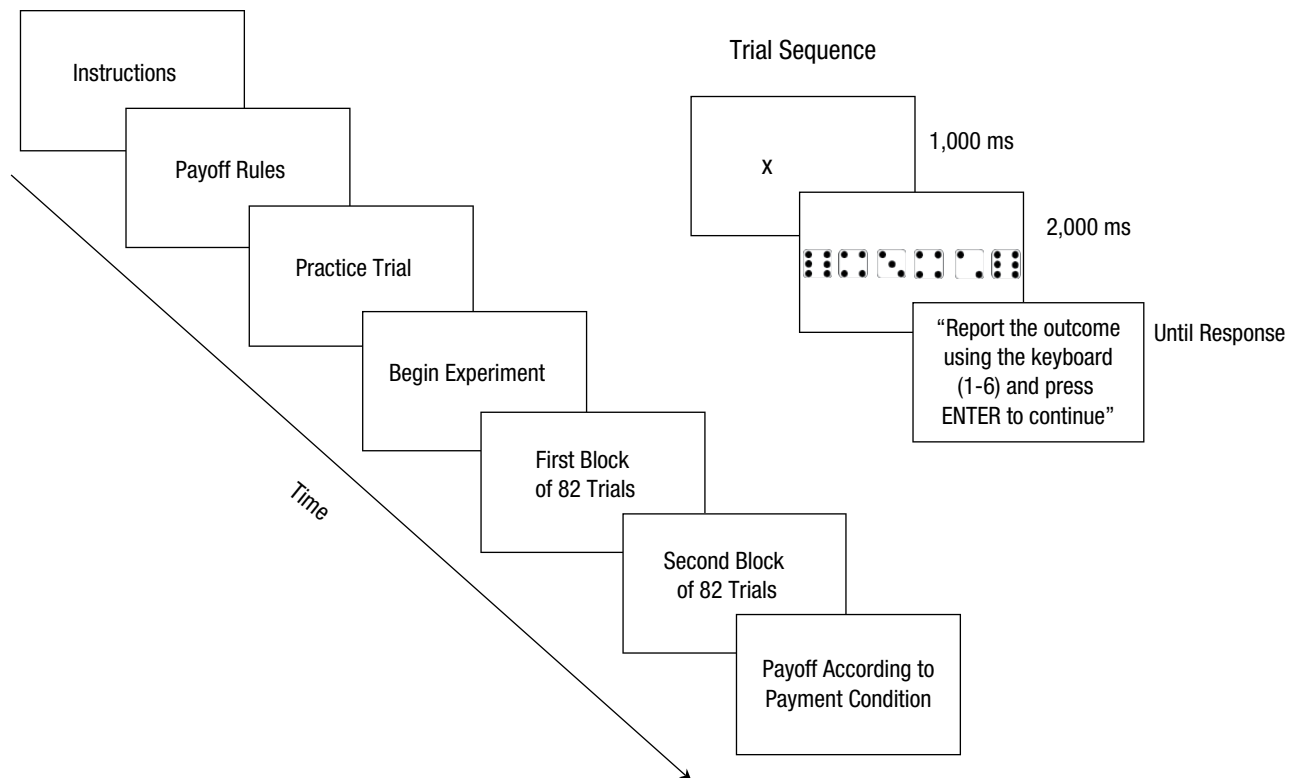 Instructions
Payoff Rules
Practice Trial
Begin Experiment
First Block
of 82 Trials
Second Block
of 82 Trials
Payoff According to
Payment Condition
Time
Trial Sequence
x
1,000 ms
2,000 ms
“Report the outcome
using the keyboard
(1-6) and press
ENTER to continue”
Until Response